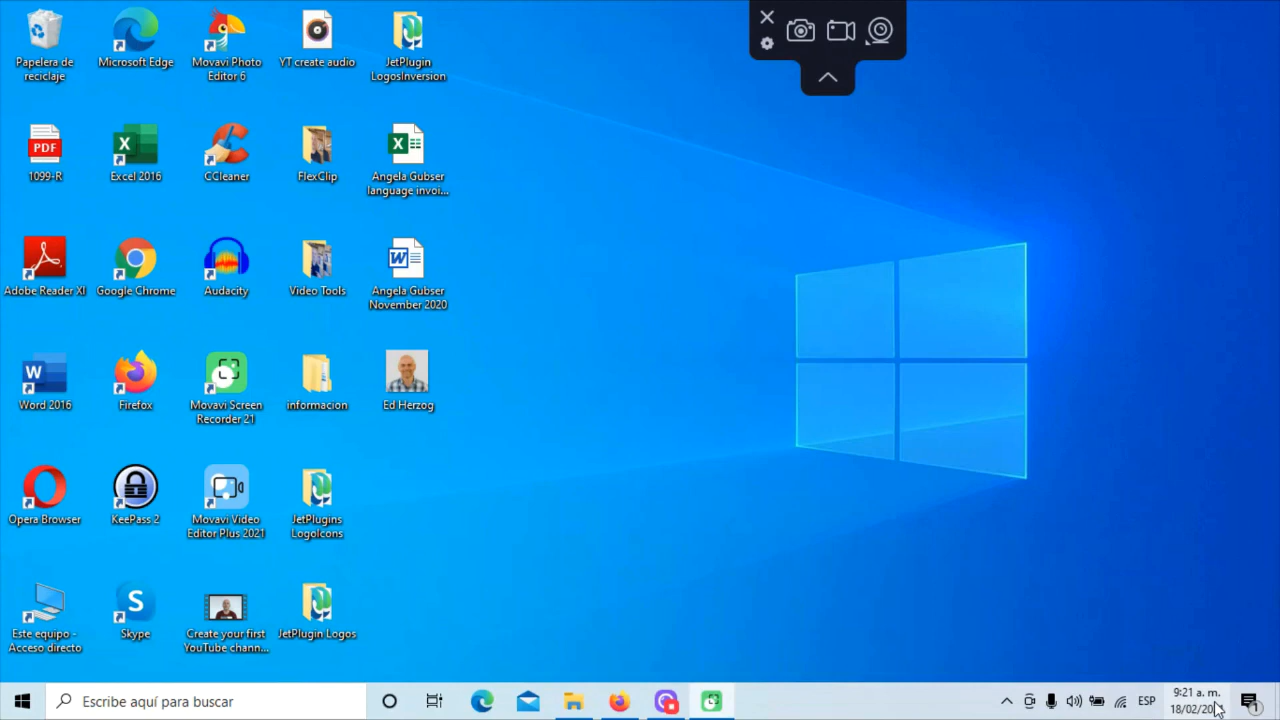 Papelera de
reciclaje
Microsoft Edge
Movavi Photo
Editor 6
YT create audio
JetPlugin
LogosInversion
PDF
1099-R
Excel 2016
CCleaner
FlexClip
Angela Gubser
language invoi...
Adobe Reader XI
Google Chrome
Audacity
Video Tools
Angela Gubser
November 2020
Word 2016
Firefox
Movavi Screen
Recorder 21
informacion
Ed Herzog
Opera Browser
KeePass 2
Movavi Video
Editor Plus 2021
JetPlugins
LogoIcons
Este equipo -
Acceso directo
Skype
Create your first
YouTube chann...
JetPlugin Logos
Escribe aquí para buscar
ESP
9:21 a. m.
1